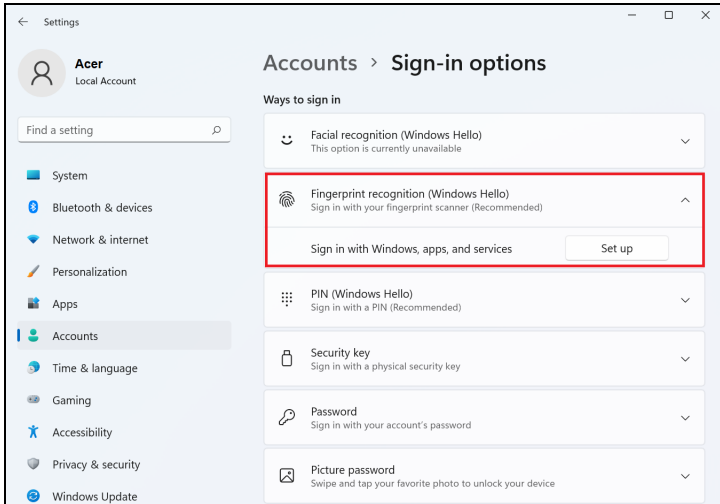 Settings
Acer
Local Account
Find a setting
System
Bluetooth & devices
Network & internet
Personalization
Apps
Accounts
Time & language
Gaming
Accessibility
Privacy & security
Windows Update
Accounts > Sign-in options
Ways to sign in
Facial recognition (Windows Hello)
This option is currently unavailable
Fingerprint recognition (Windows Hello)
Sign in with your fingerprint scanner (Recommended)
Sign in with Windows, apps, and services
Set up
PIN (Windows Hello)
Sign in with a PIN (Recommended)
Security key
Sign in with a physical security key
Password
Sign in with your account's password
Picture password
Swipe and tap your favorite photo to unlock your device